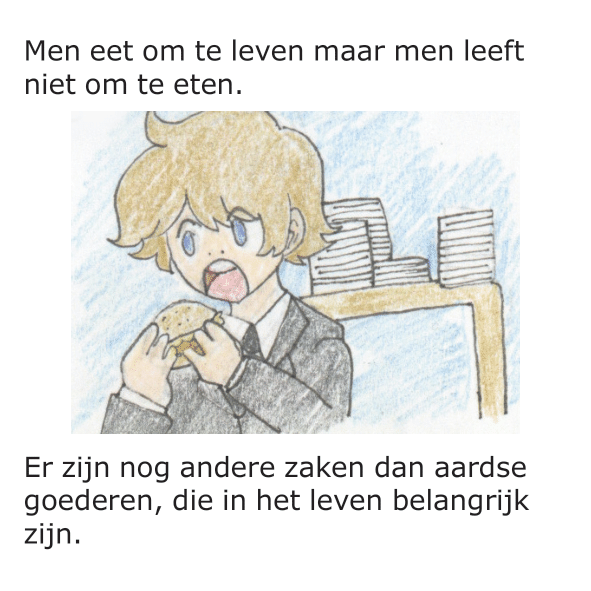 Men eet om te leven maar men leeft
niet om te eten.
Er zijn nog andere zaken dan aardse
goederen, die in het leven belangrijk
zijn.